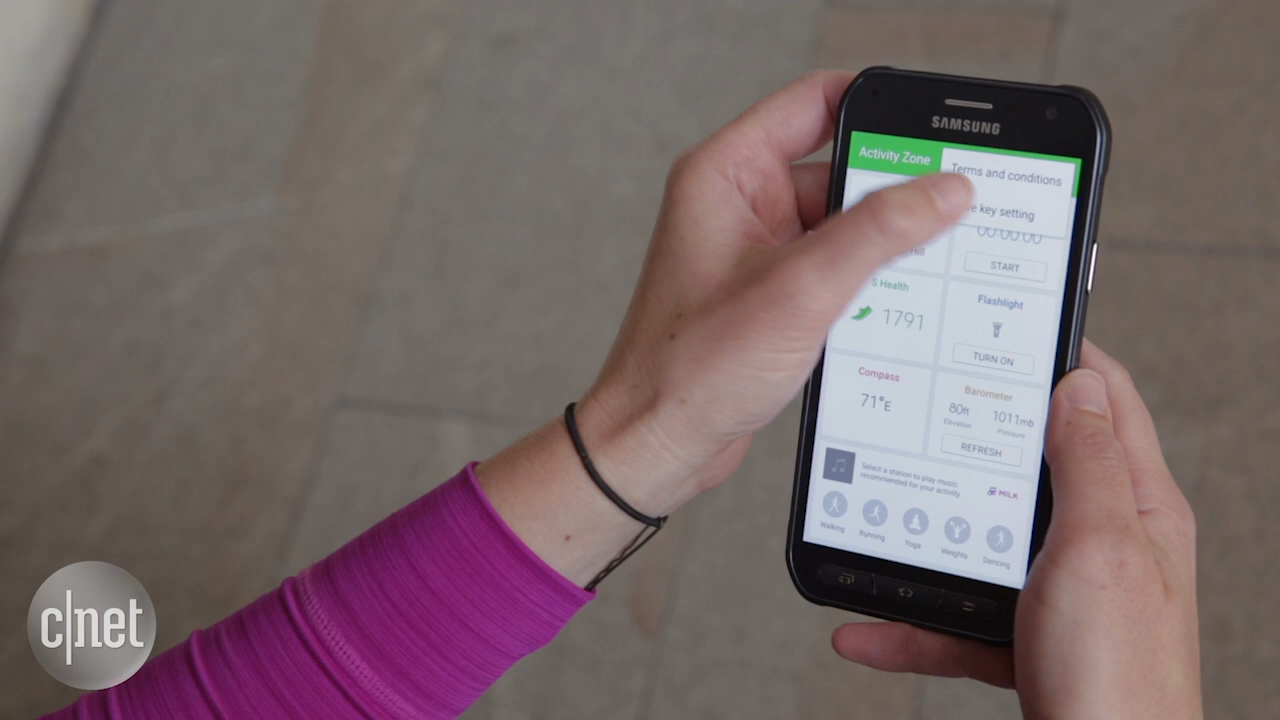 SAMSUNG
Activity Zone
Terms and conditions
key setting
00:00.00
START
S Health
1791
Flashlight
TURN ON
Compass
71°E
Barometer
80ft
1011mb
Elevation
Pressure
REFRESH
Select a station to play music
recommended for your activity.
MILK
Walking
Running
Yoga
Weights
Dancing
c|net